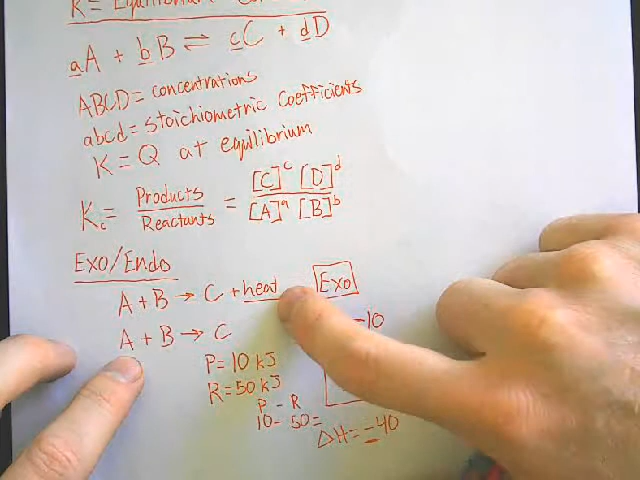 K = Equilibrium
aA + bB ⇌ cC + dD
ABCD = concentrations
abcd = stoichiometric coefficients
K = Q at equilibrium
Kc = Products / Reactants = [C]^c [D]^d / [A]^a [B]^b
Exo/Endo
A + B → C + heat Exo
A + B → C -10
P = 10 kJ
R = 50 kJ
P - R
10 - 50 =
ΔH = -40